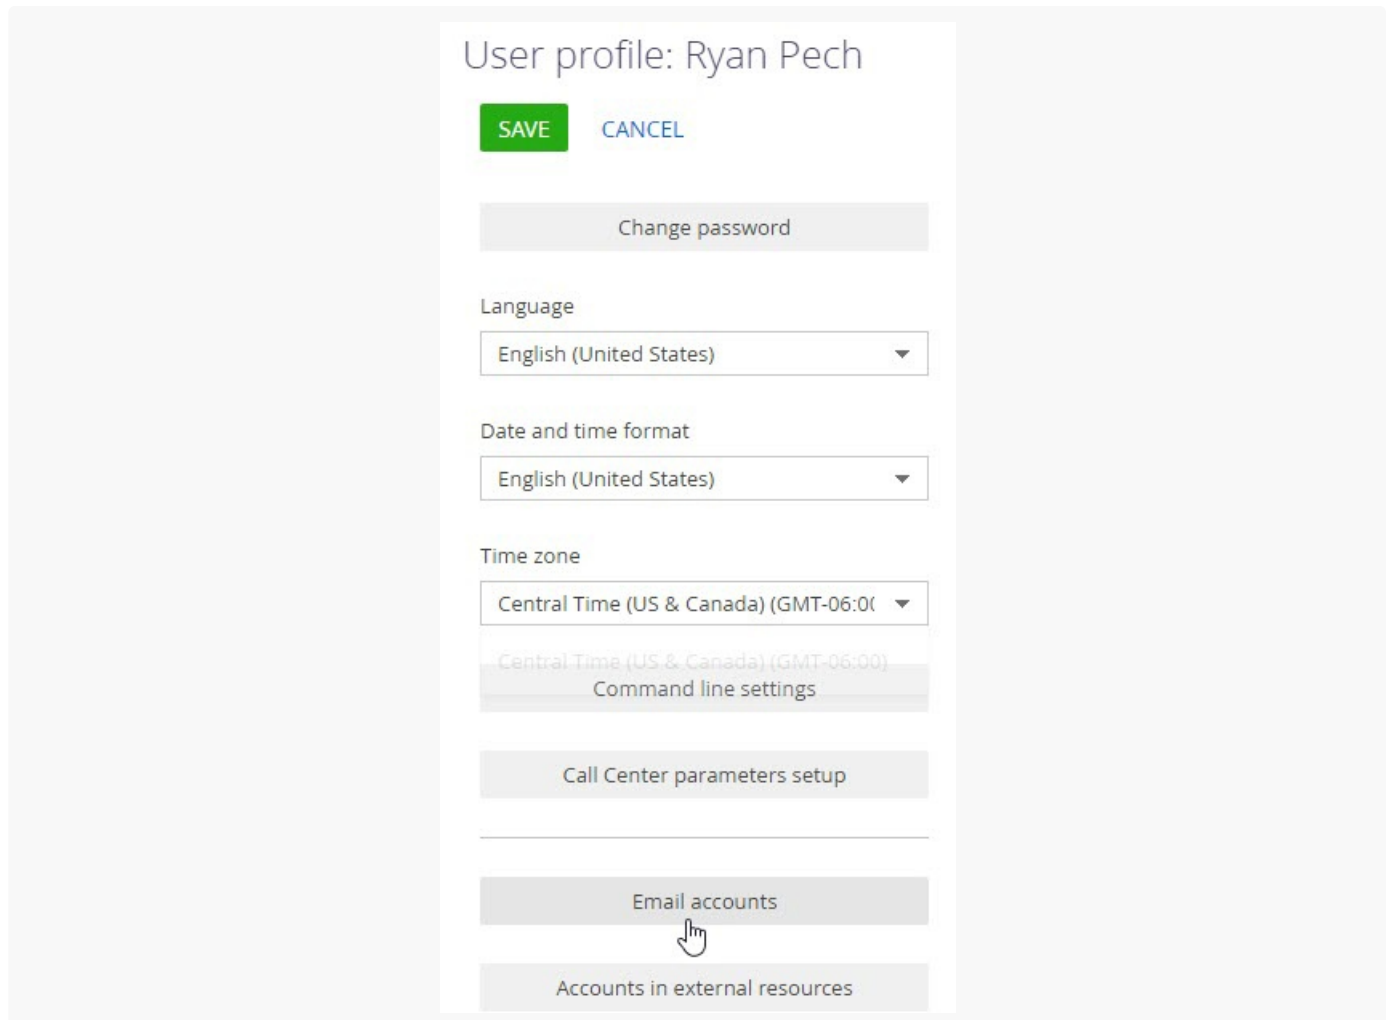 User profile: Ryan Pech
SAVE CANCEL
Change password
Language
English (United States)
Date and time format
English (United States)
Time zone
Central Time (US & Canada) (GMT-06:00
Central Time (US & Canada) (GMT-06:00)
Command line settings
Call Center parameters setup
Email accounts
Accounts in external resources